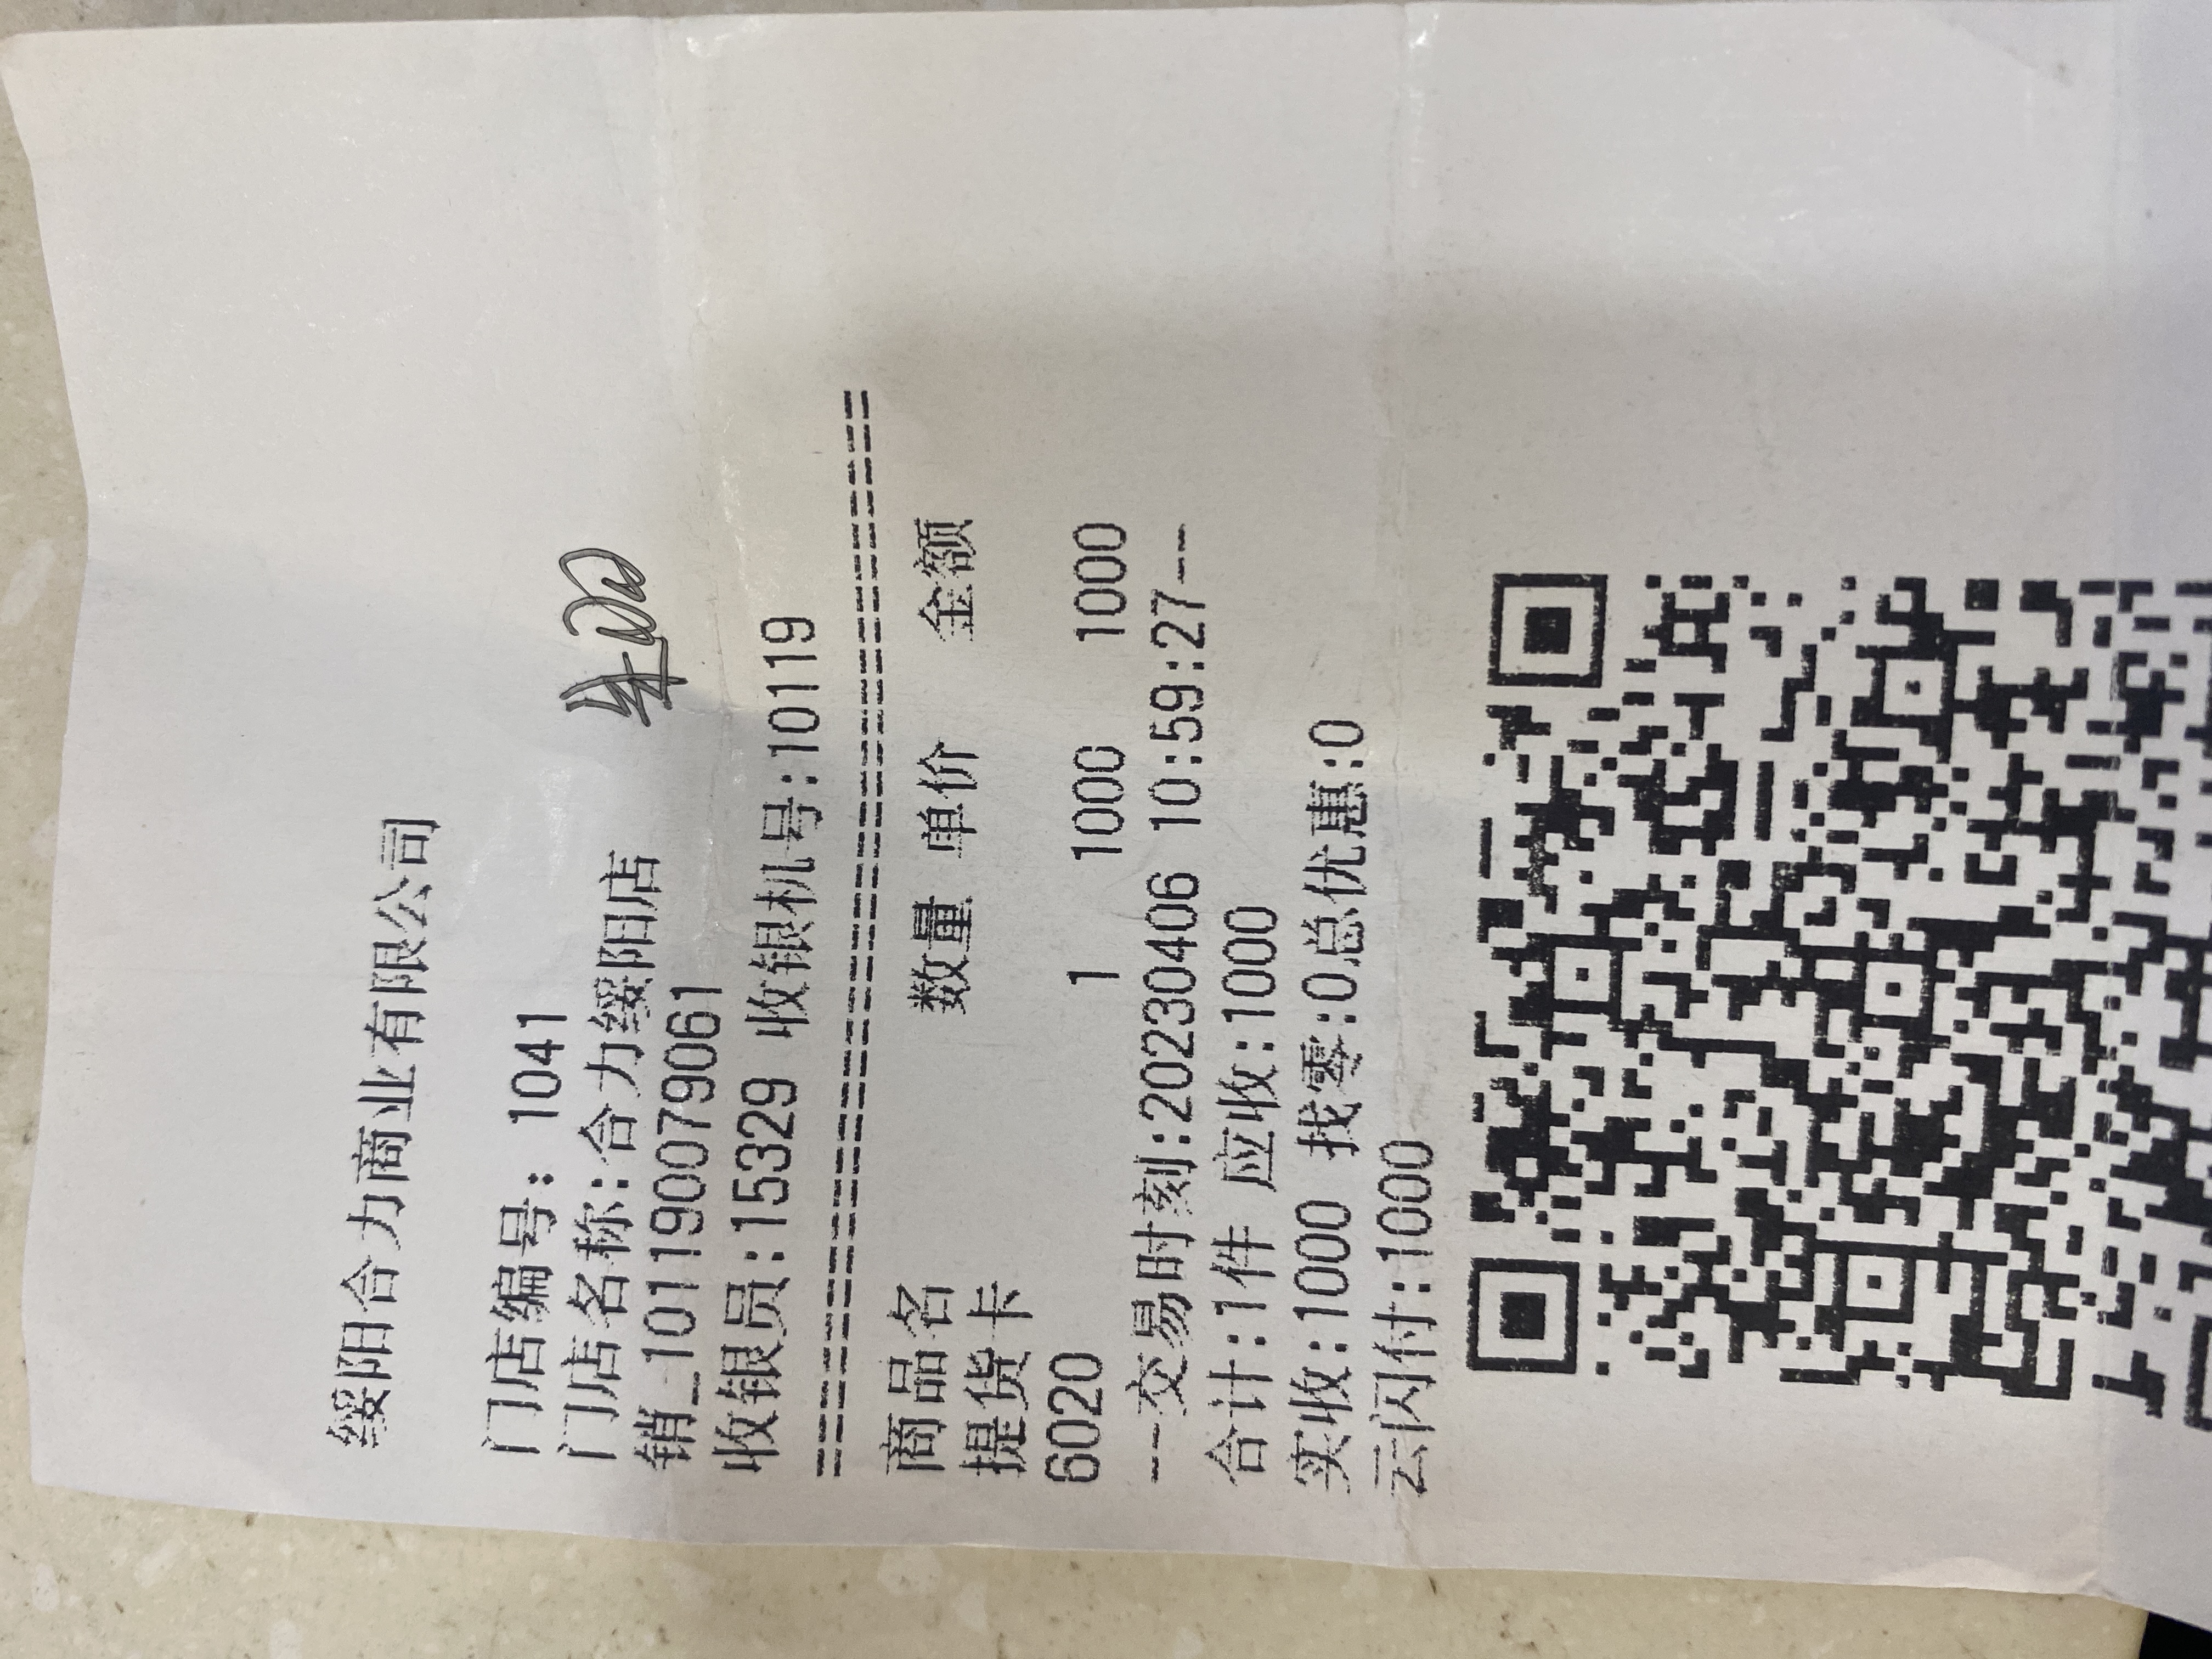 绥阳合力商业有限公司
门店编号: 1041
门店名称:合力绥阳店
销_101190079061
收银员:15329 收银机号:10119
==========================================
商品名 数量 单价 金额
提货卡
6020 1 1000 1000
--交易时刻:20230406 10:59:27--
合计:1件 应收:1000
实收:1000 找零:0总优惠:0
云闪付:1000